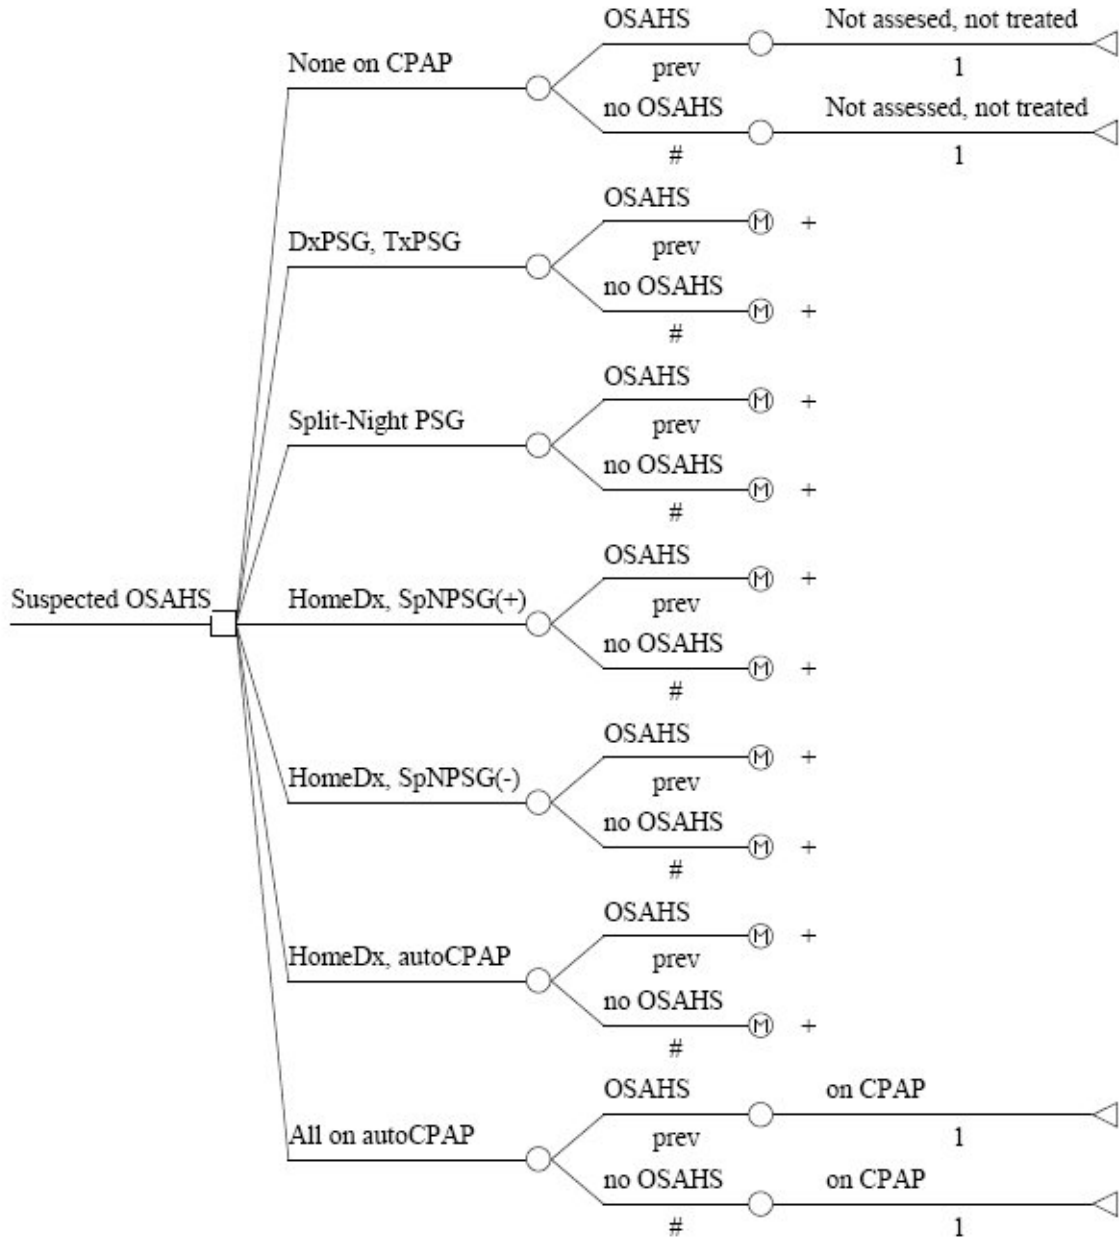 OSAHS
Not assesed, not treated
None on CPAP
prev
1
no OSAHS
Not assessed, not treated
#
1
OSAHS
M +
DxPSG, TxPSG
prev
no OSAHS
M +
#
OSAHS
M +
Split-Night PSG
prev
no OSAHS
M +
#
OSAHS
M +
Suspected OSAHS
HomeDx, SpNPSG(+)
prev
no OSAHS
M +
#
OSAHS
M +
HomeDx, SpNPSG(-)
prev
no OSAHS
M +
#
OSAHS
M +
HomeDx, autoCPAP
prev
no OSAHS
M +
#
OSAHS
on CPAP
All on autoCPAP
prev
1
no OSAHS
on CPAP
#
1